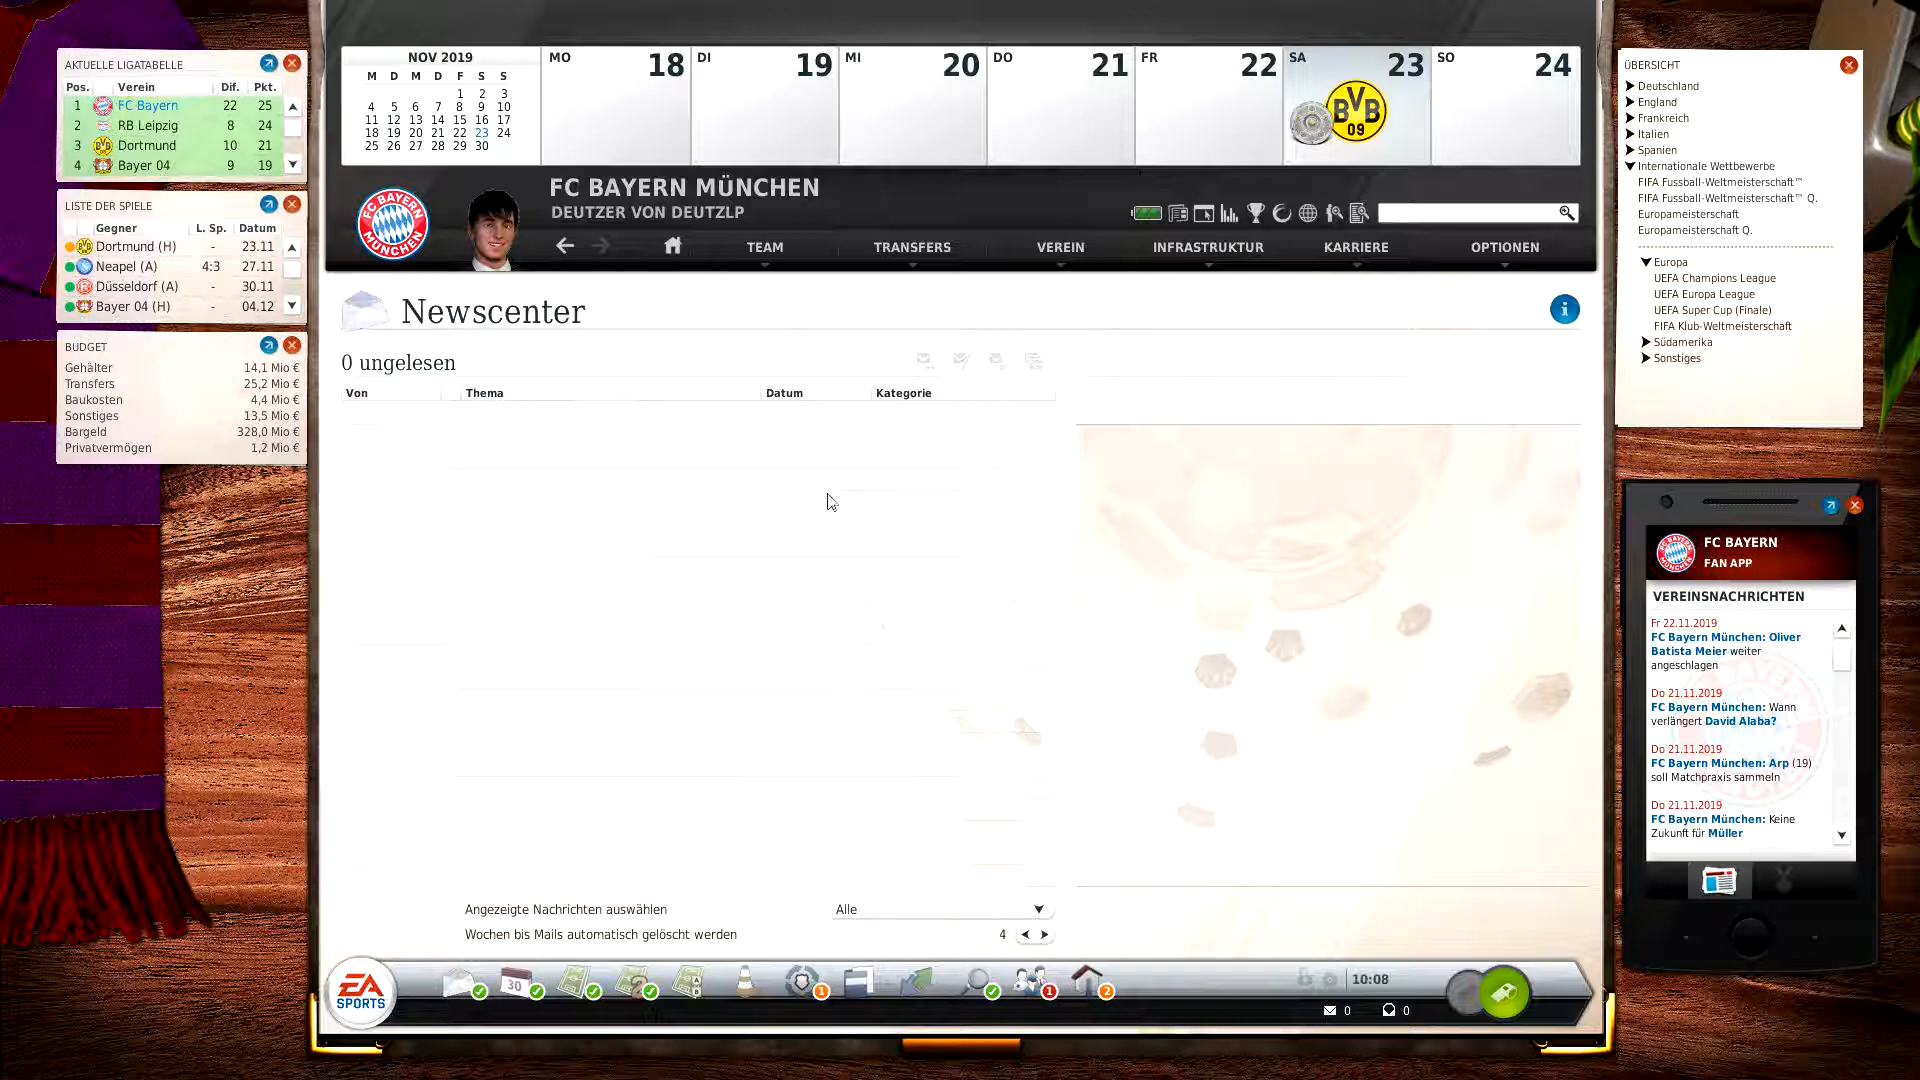 AKTUELLE LIGATABELLE
Pos. Verein Dif. Pkt.
1 FC Bayern 22 25
2 RB Leipzig 8 24
3 Dortmund 10 21
4 Bayer 04 9 19
LISTE DER SPIELE
Gegner L. Sp. Datum
Dortmund (H) - 23.11
Neapel (A) 4:3 27.11
Düsseldorf (A) - 30.11
Bayer 04 (H) - 04.12
BUDGET
Gehälter 14,1 Mio €
Transfers 25,2 Mio €
Baukosten 4,4 Mio €
Sonstiges 13,5 Mio €
Bargeld 328,0 Mio €
Privatvermögen 1,2 Mio €
NOV 2019
M D M D F S S
1 2 3
4 5 6 7 8 9 10
11 12 13 14 15 16 17
18 19 20 21 22 23 24
25 26 27 28 29 30
MO 18 DI 19 MI 20 DO 21 FR 22 SA 23 SO 24
BVB 09
FC BAYERN MÜNCHEN
FC BAYERN MÜNCHEN
DEUTZER VON DEUTZLP
TEAM TRANSFERS VEREIN INFRASTRUKTUR KARRIERE OPTIONEN
Newscenter
i
0 ungelesen
Von Thema Datum Kategorie
Angezeigte Nachrichten auswählen Alle
Wochen bis Mails automatisch gelöscht werden 4
EA SPORTS
30
1
1
2
10:08
0 0
ÜBERSICHT
Deutschland
England
Frankreich
Italien
Spanien
Internationale Wettbewerbe
FIFA Fussball-Weltmeisterschaft™
FIFA Fussball-Weltmeisterschaft™ Q.
Europameisterschaft
Europameisterschaft Q.
Europa
UEFA Champions League
UEFA Europa League
UEFA Super Cup (Finale)
FIFA Klub-Weltmeisterschaft
Südamerika
Sonstiges
FC BAYERN
FAN APP
VEREINSNACHRICHTEN
Fr 22.11.2019
FC Bayern München: Oliver
Batista Meier weiter
angeschlagen
Do 21.11.2019
FC Bayern München: Wann
verlängert David Alaba?
Do 21.11.2019
FC Bayern München: Arp (19)
soll Matchpraxis sammeln
Do 21.11.2019
FC Bayern München: Keine
Zukunft für Müller